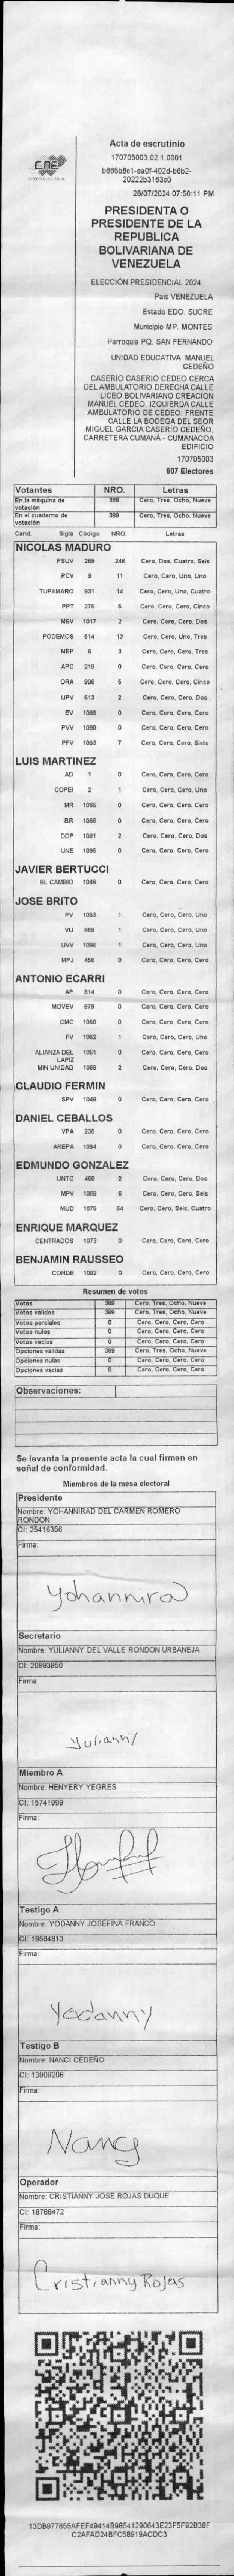 CNE
Acta de escrutinio
170705003.02.1.0001
b665b8c1-ea0f-402d-b6b2-
20222b3163c0
28/07/2024 07:50:11 PM
PRESIDENTA O
PRESIDENTE DE LA
REPUBLICA
BOLIVARIANA DE
VENEZUELA
ELECCIÓN PRESIDENCIAL 2024
Pais VENEZUELA
Estado EDO. SUCRE
Municipio MP. MONTES
Parroquia PQ. SAN FERNANDO
UNIDAD EDUCATIVA MANUEL
CEDEÑO
CASERIO CASERIO CEDEO CERCA
DEL AMBULATORIO DERECHA CALLE
LICEO BOLIVARIANO CREACION
MANUEL CEDEO. IZQUIERDA CALLE
AMBULATORIO DE CEDEO. FRENTE
CALLE LA BODEGA DEL SEOR
MIGUEL GARCIA CASERIO CEDEÑO,
CARRETERA CUMANA - CUMANACOA
EDIFICIO
170705003
607 Electores
Votantes NRO. Letras
En la máquina de votación 389 Cero, Tres, Ocho, Nueve
En el cuaderno de votación 389 Cero, Tres, Ocho, Nueve
Cand. Sigla Código NRO. Letras
NICOLAS MADURO
PSUV 269 246 Cero, Dos, Cuatro, Seis
PCV 9 11 Cero, Cero, Uno, Uno
TUPAMARO 931 14 Cero, Cero, Uno, Cuatro
PPT 276 5 Cero, Cero, Cero, Cinco
MSV 1017 2 Cero, Cero, Cero, Dos
PODEMOS 514 13 Cero, Cero, Uno, Tres
MEP 6 3 Cero, Cero, Cero, Tres
APC 219 0 Cero, Cero, Cero, Cero
ORA 906 5 Cero, Cero, Cero, Cinco
UPV 513 2 Cero, Cero, Cero, Dos
EV 1088 0 Cero, Cero, Cero, Cero
PVV 1090 0 Cero, Cero, Cero, Cero
PFV 1093 7 Cero, Cero, Cero, Siete
LUIS MARTINEZ
AD 1 0 Cero, Cero, Cero, Cero
COPEI 2 1 Cero, Cero, Cero, Uno
MR 1065 0 Cero, Cero, Cero, Cero
BR 1066 0 Cero, Cero, Cero, Cero
DDP 1091 2 Cero, Cero, Cero, Dos
UNE 1095 0 Cero, Cero, Cero, Cero
JAVIER BERTUCCI
EL CAMBIO 1049 0 Cero, Cero, Cero, Cero
JOSE BRITO
PV 1053 1 Cero, Cero, Cero, Uno
VU 969 1 Cero, Cero, Cero, Uno
UVV 1096 1 Cero, Cero, Cero, Uno
MPJ 458 0 Cero, Cero, Cero, Cero
ANTONIO ECARRI
AP 914 0 Cero, Cero, Cero, Cero
MOVEV 978 0 Cero, Cero, Cero, Cero
CMC 1050 0 Cero, Cero, Cero, Cero
FV 1062 1 Cero, Cero, Cero, Uno
ALIANZA DEL LAPIZ 1051 0 Cero, Cero, Cero, Cero
MIN UNIDAD 1068 2 Cero, Cero, Cero, Dos
CLAUDIO FERMIN
SPV 1048 0 Cero, Cero, Cero, Cero
DANIEL CEBALLOS
VPA 236 0 Cero, Cero, Cero, Cero
AREPA 1094 0 Cero, Cero, Cero, Cero
EDMUNDO GONZALEZ
UNTC 460 2 Cero, Cero, Cero, Dos
MPV 1069 6 Cero, Cero, Cero, Seis
MUD 1075 64 Cero, Cero, Seis, Cuatro
ENRIQUE MARQUEZ
CENTRADOS 1073 0 Cero, Cero, Cero, Cero
BENJAMIN RAUSSEO
CONDE 1092 0 Cero, Cero, Cero, Cero
Resumen de votos
Votos 389 Cero, Tres, Ocho, Nueve
Votos válidos 389 Cero, Tres, Ocho, Nueve
Votos parciales 0 Cero, Cero, Cero, Cero
Votos nulos 0 Cero, Cero, Cero, Cero
Votos vacios 0 Cero, Cero, Cero, Cero
Opciones válidas 389 Cero, Tres, Ocho, Nueve
Opciones nulas 0 Cero, Cero, Cero, Cero
Opciones vacías 0 Cero, Cero, Cero, Cero
Observaciones:
Se levanta la presente acta la cual firman en
señal de conformidad.
Miembros de la mesa electoral
Presidente
Nombre: YOHANNIRAD DEL CARMEN ROMERO
RONDON
CI: 25416356
Firma:
Yohannira
Secretario
Nombre: YULIANNY DEL VALLE RONDON URBANEJA
CI: 20993850
Firma:
Yulianny
Miembro A
Nombre: HENYERY YEGRES
CI: 15741999
Firma:
Testigo A
Nombre: YODANNY JOSEFINA FRANCO
CI: 19584813
Firma:
Yodanny
Testigo B
Nombre: NANCI CEDEÑO
CI: 13909206
Firma:
Nancy
Operador
Nombre: CRISTIANNY JOSE ROJAS DUQUE
CI: 18788472
Firma:
Cristianny Rojas
13DB977655AFEF49414B98541290643E23F5F92B38F
C2AFAD24BFC58919ACDC3